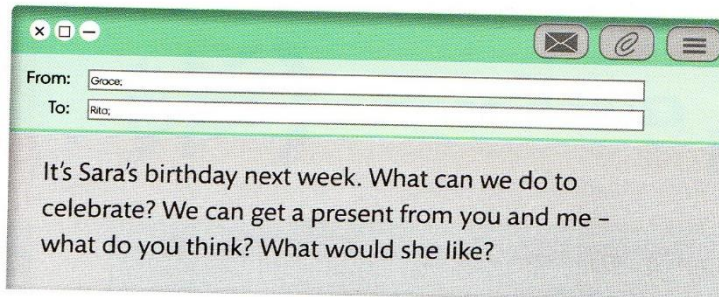 From: Grace;
To: Rita;
It's Sara's birthday next week. What can we do to
celebrate? We can get a present from you and me –
what do you think? What would she like?